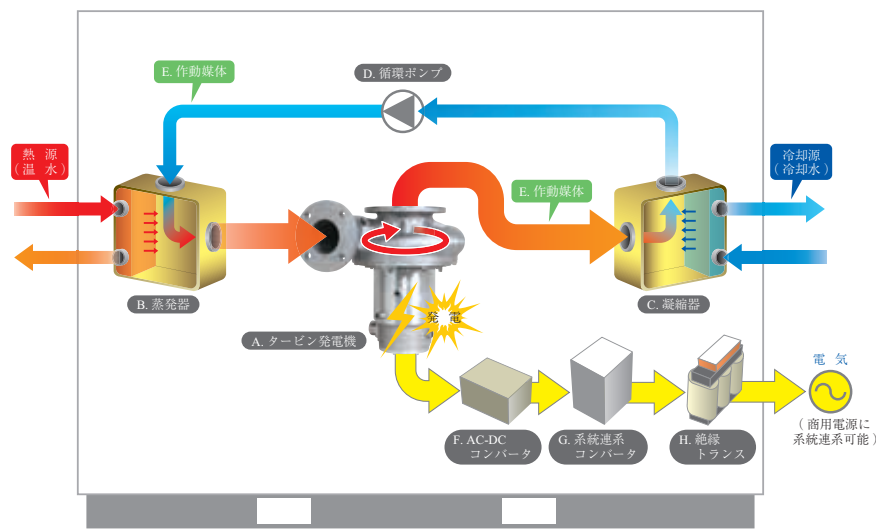 D. 循環ポンプ
E. 作動媒体
熱 源
(温 水)
冷却源
(冷却水)
E. 作動媒体
B. 蒸発器
C. 凝縮器
発 電
A. タービン発電機
電 気
F. AC-DC
コンバータ
G. 系統連系
コンバータ
H. 絶縁
トランス
(商用電源に
系統連系可能)